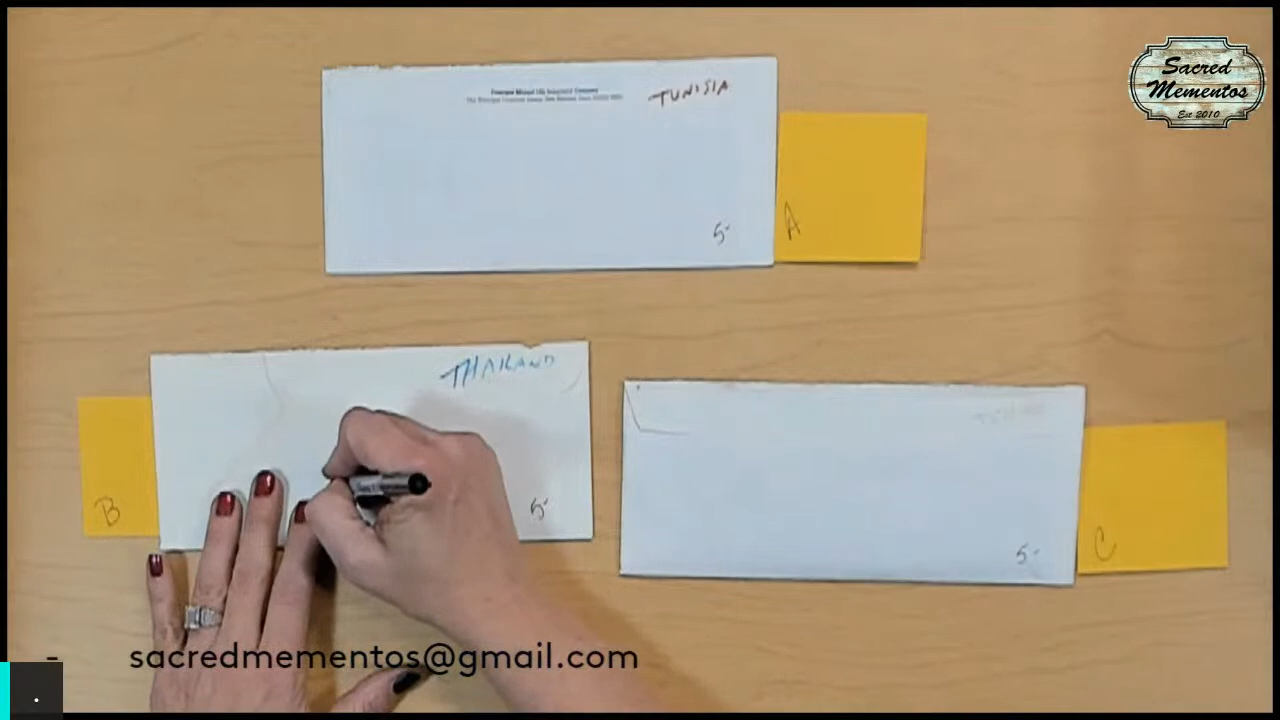 Sacred
Mementos
Est 2010
TUNISIA
5-
A
THAILAND
5-
B
5-
C
- sacredmementos@gmail.com
.